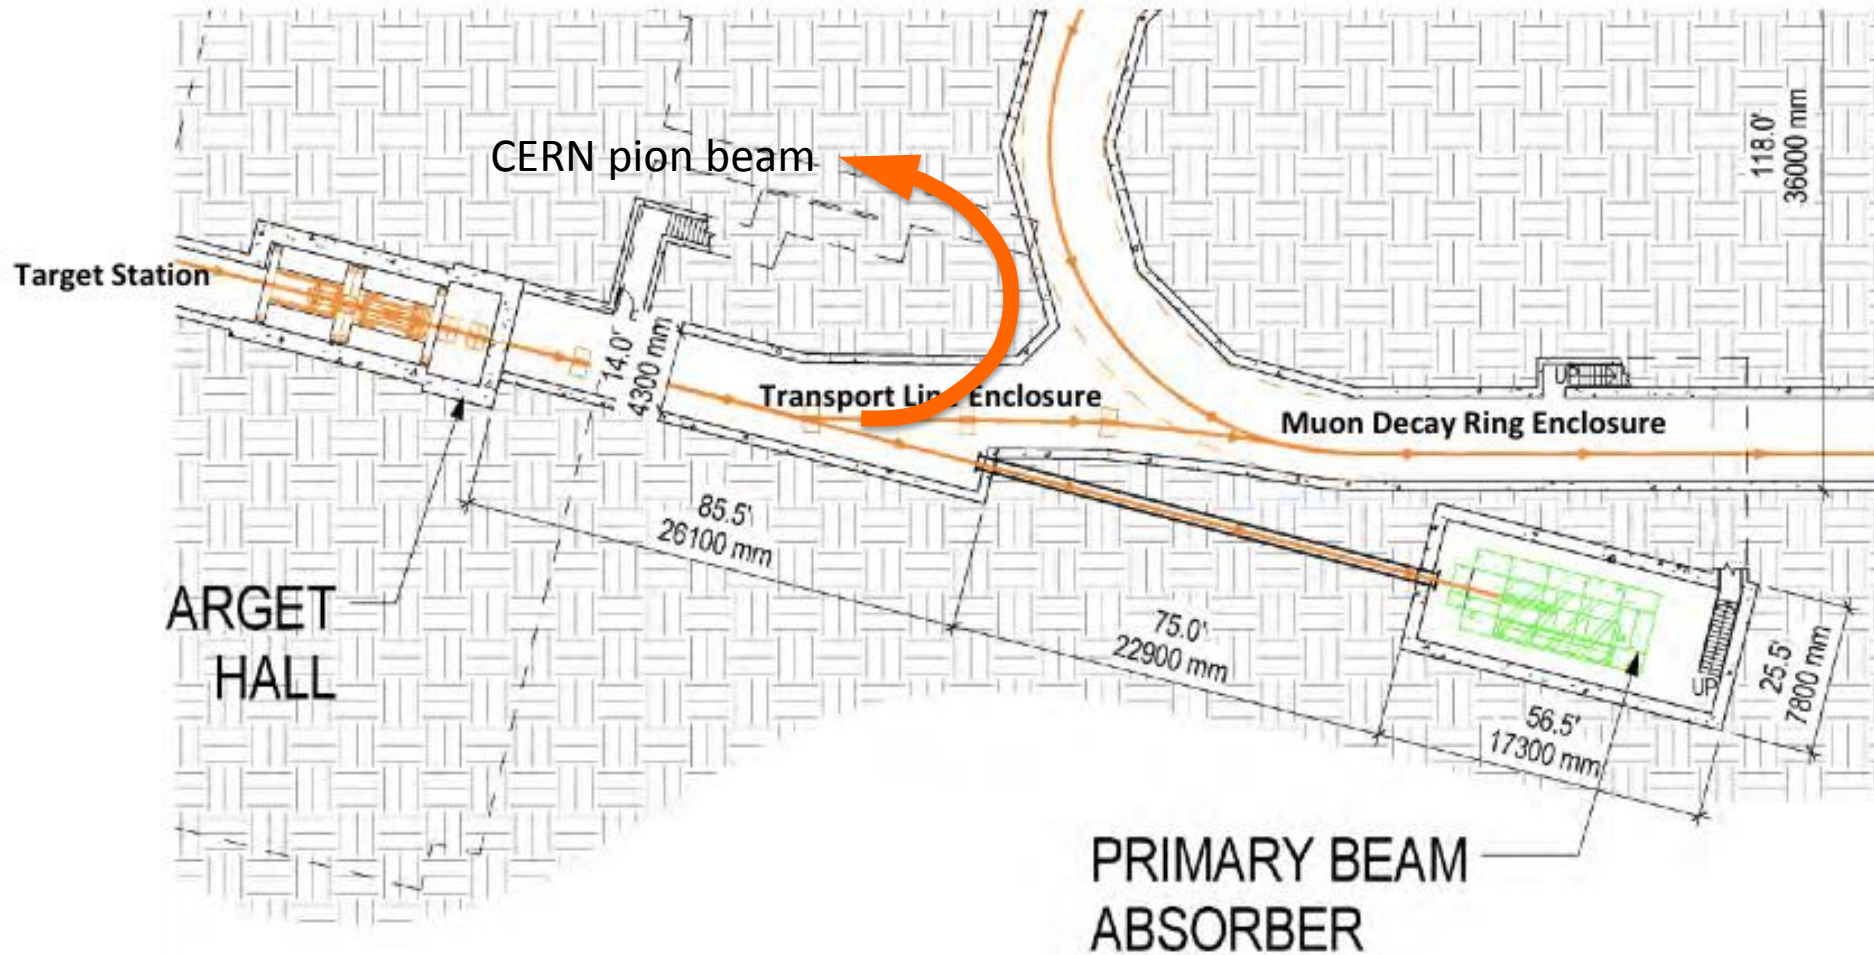 118.0'
36000 mm
CERN pion beam
Target Station
14.0'
4300 mm
Transport Line Enclosure
U
Muon Decay Ring Enclosure
85.5'
26100 mm
ARGET
HALL
75.0'
22900 mm
UP
25.5'
7800 mm
56.5'
17300 mm
PRIMARY BEAM
ABSORBER